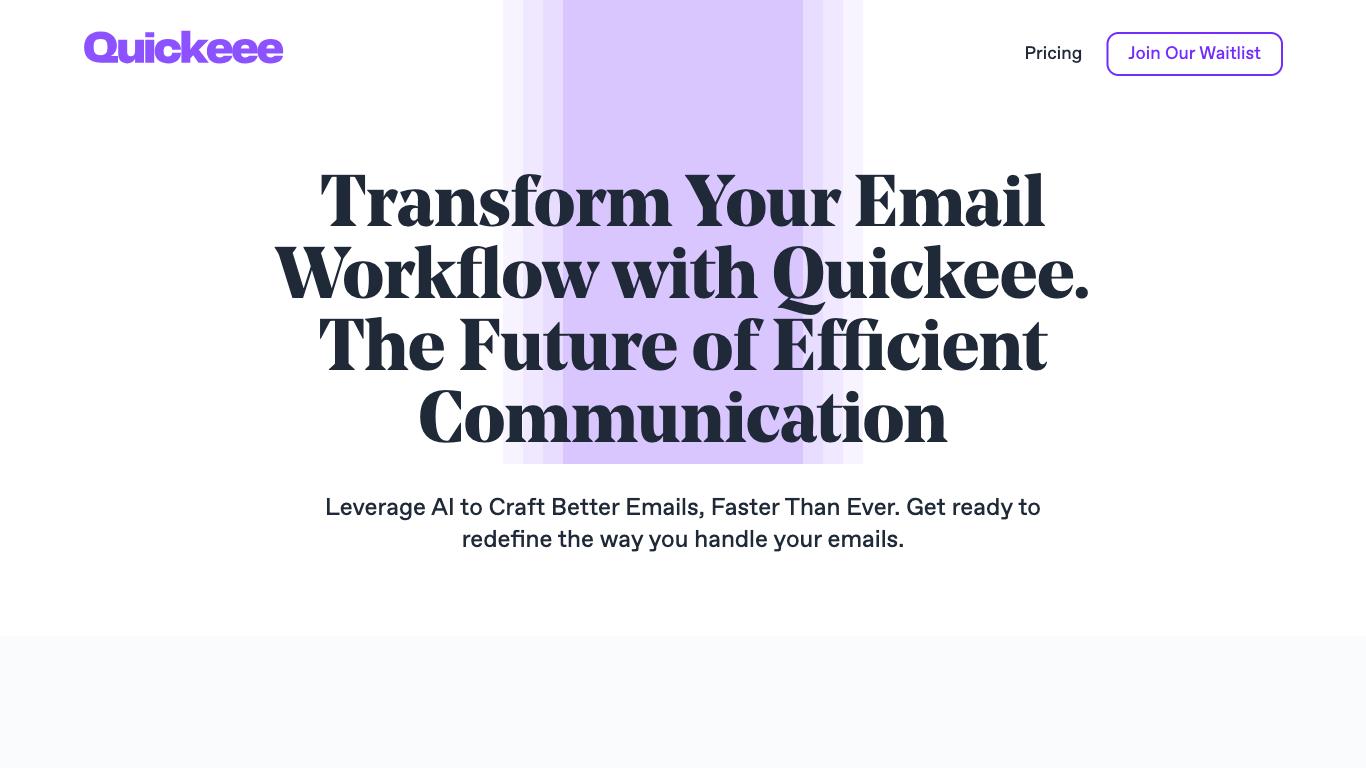 Quickeee
Pricing
Join Our Waitlist
Transform Your Email
Workflow with Quickeee.
The Future of Efficient
Communication
Leverage AI to Craft Better Emails, Faster Than Ever. Get ready to
redefine the way you handle your emails.